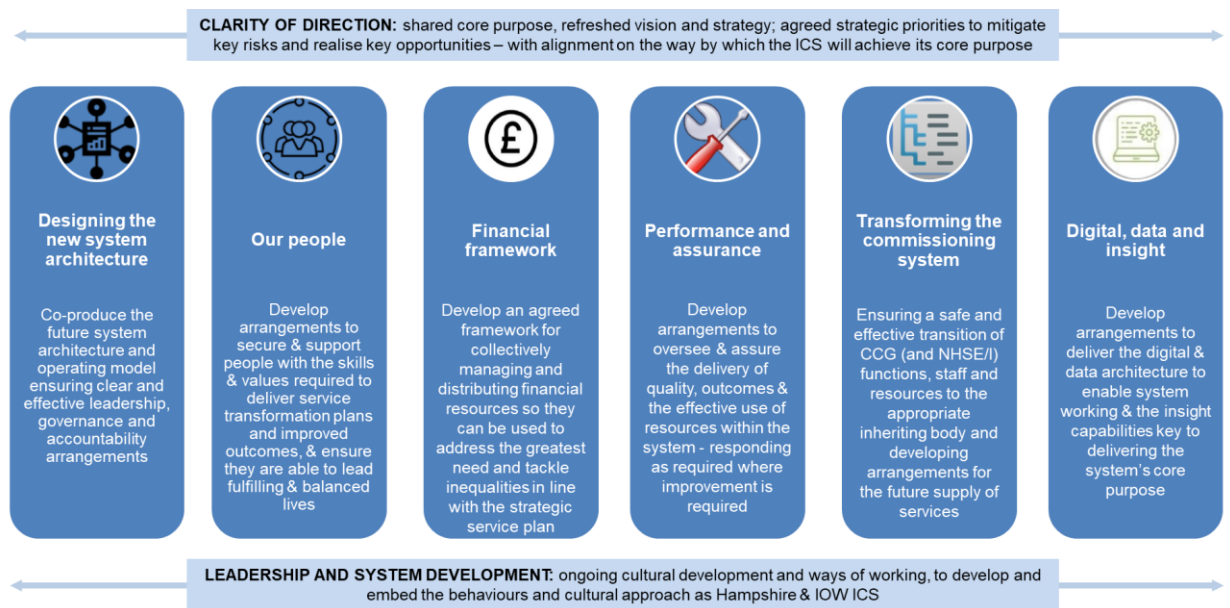 CLARITY OF DIRECTION: shared core purpose, refreshed vision and strategy; agreed strategic priorities to mitigate
key risks and realise key opportunities – with alignment on the way by which the ICS will achieve its core purpose
Designing the
new system
architecture
Co-produce the
future system
architecture and
operating model
ensuring clear and
effective leadership,
governance and
accountability
arrangements
Our people
Develop
arrangements to
secure & support
people with the skills
& values required to
deliver service
transformation plans
and improved
outcomes, & ensure
they are able to lead
fulfilling & balanced
lives
£
Financial
framework
Develop an agreed
framework for
collectively
managing and
distributing financial
resources so they
can be used to
address the greatest
need and tackle
inequalities in line
with the strategic
service plan
Performance and
assurance
Develop
arrangements to
oversee & assure
the delivery of
quality, outcomes &
the effective use of
resources within the
system - responding
as required where
improvement is
required
Transforming the
commissioning
system
Ensuring a safe and
effective transition of
CCG (and NHSE/I)
functions, staff and
resources to the
appropriate
inheriting body and
developing
arrangements for
the future supply of
services
Digital, data and
insight
Develop
arrangements to
deliver the digital &
data architecture to
enable system
working & the insight
capabilities key to
delivering the
system's core
purpose
LEADERSHIP AND SYSTEM DEVELOPMENT: ongoing cultural development and ways of working, to develop and
embed the behaviours and cultural approach as Hampshire & IOW ICS